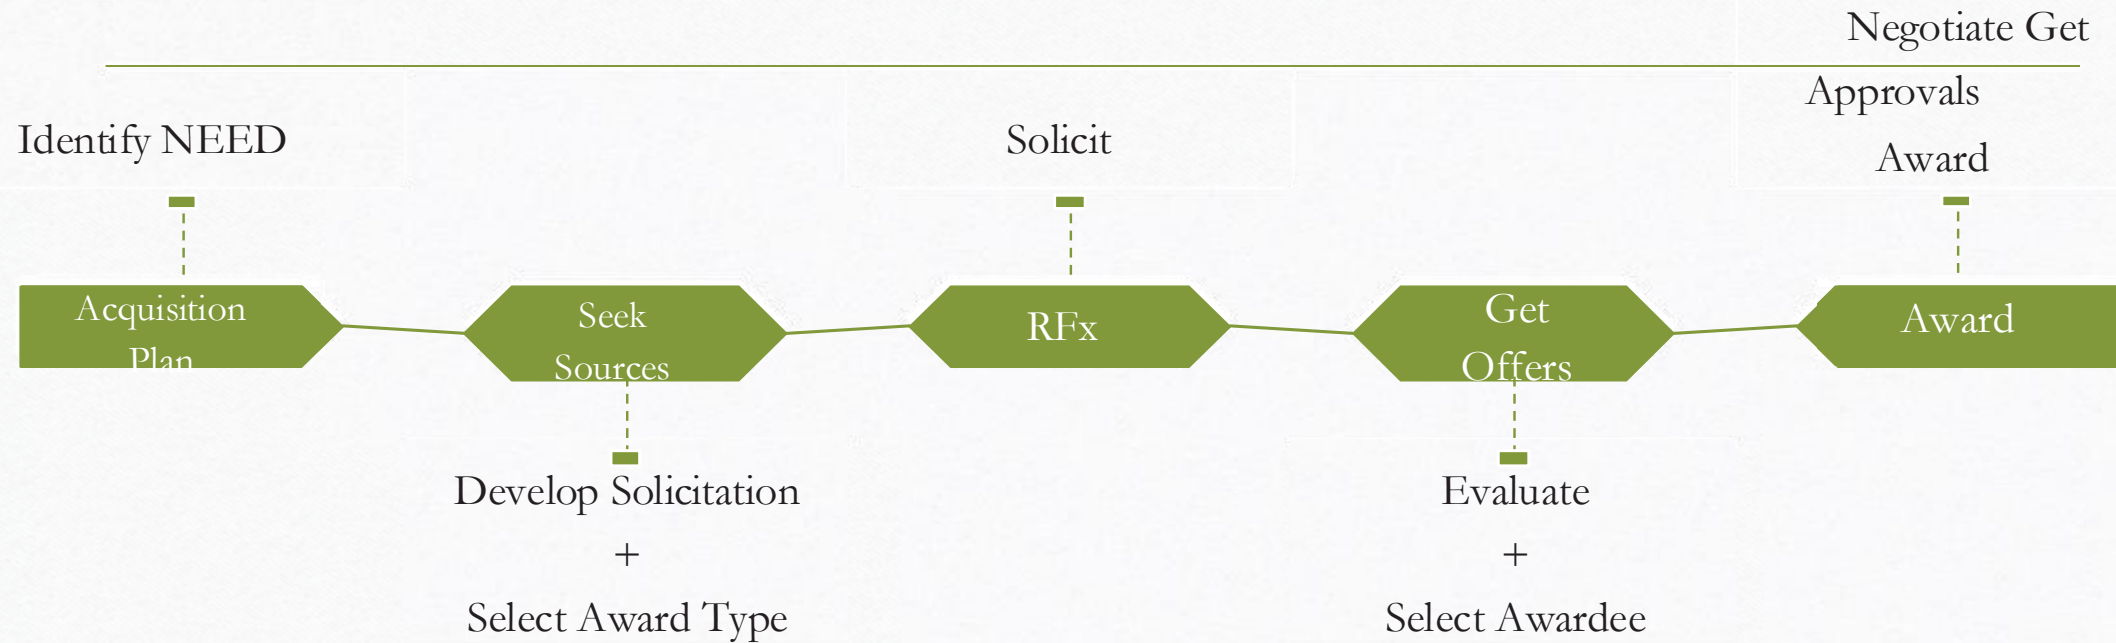 Negotiate Get
Approvals
Award
Identify NEED
Solicit
Acquisition
Plan
Seek
Sources
RFx
Get
Offers
Award
Develop Solicitation
+
Select Award Type
Evaluate
+
Select Awardee